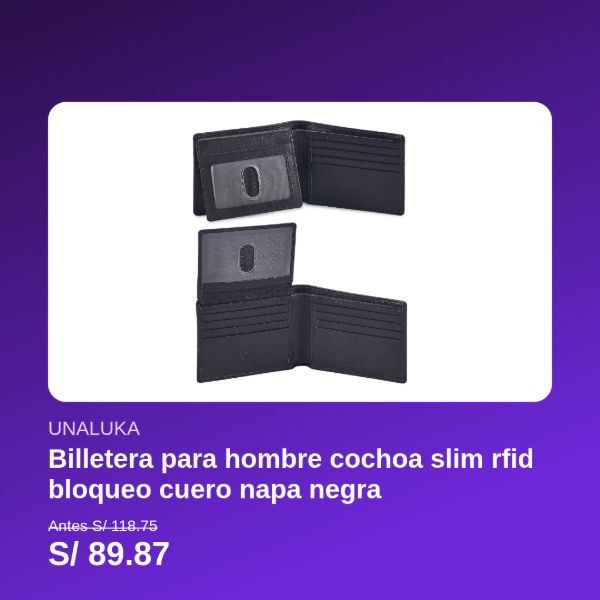 UNALUKA
Billetera para hombre cochoa slim rfid
bloqueo cuero napa negra
Antes S/ 118.75
S/ 89.87